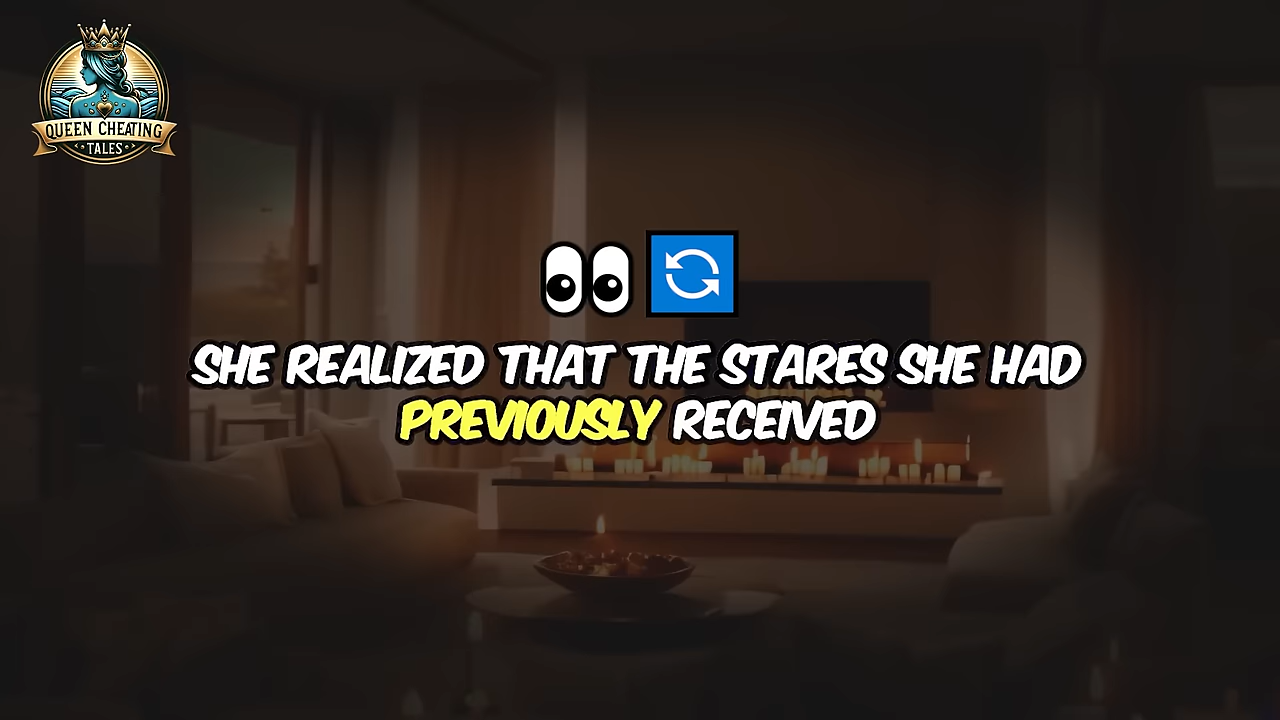 QUEEN CHEATING
TALES
SHE REALIZED THAT THE STARES SHE HAD
PREVIOUSLY RECEIVED